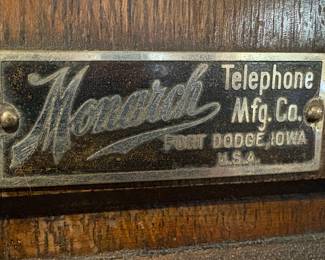 Monarch Telephone
Mfg. Co.
FORT DODGE, IOWA
U.S.A.